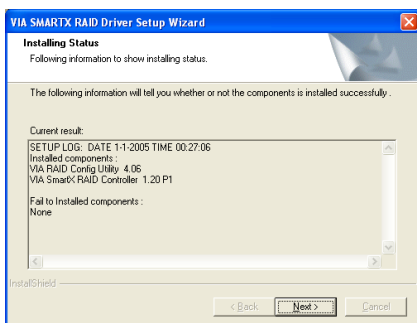 VIA SMARTX RAID Driver Setup Wizard
Installing Status
Following information to show installing status.
The following information will tell you whether or not the components is installed successfully .
Current result:
SETUP LOG: DATE 1-1-2005 TIME 00:27:06
Installed components :
VIA RAID Config Utility 4.06
VIA SmartX RAID Controller 1.20 P1
Fail to Installed components :
None
InstallShield
< Back Next > Cancel